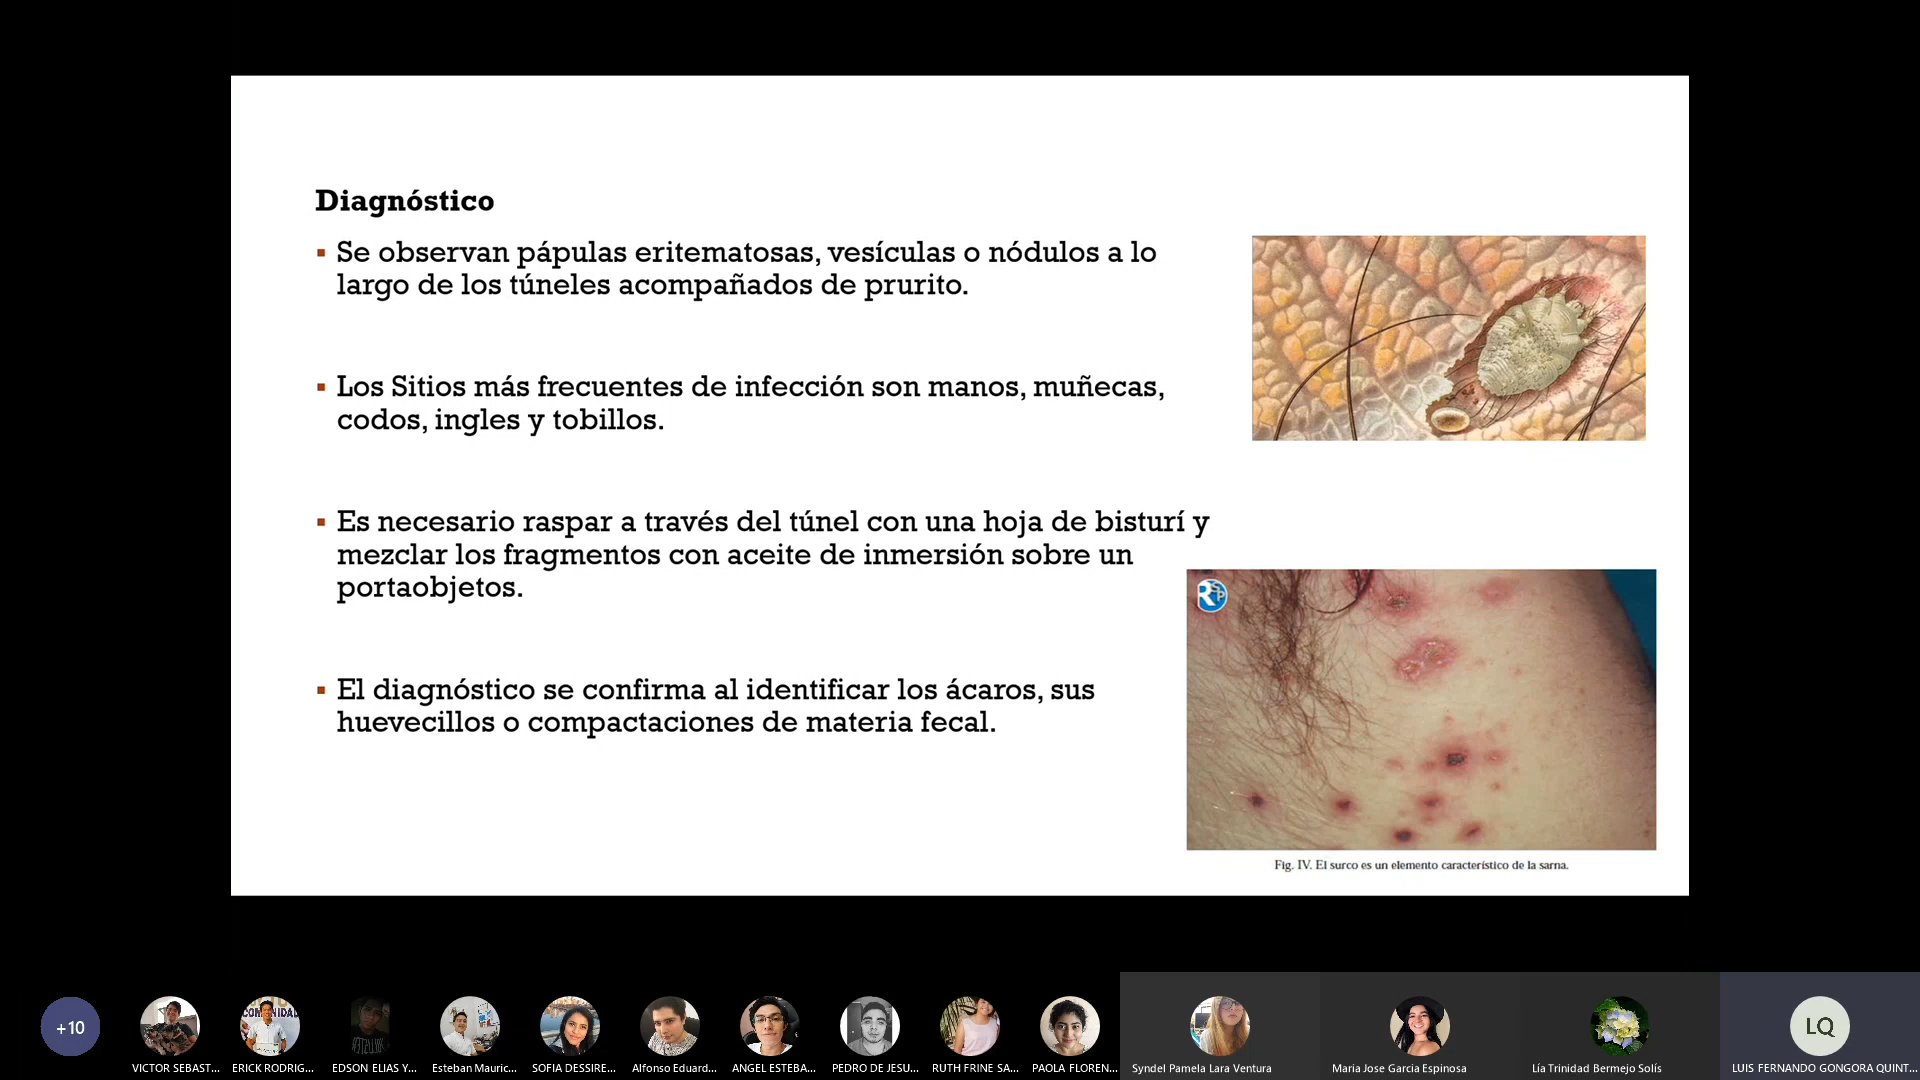 Diagnóstico
Se observan pápulas eritematosas, vesículas o nódulos a lo
largo de los túneles acompañados de prurito.
Los Sitios más frecuentes de infección son manos, muñecas,
codos, ingles y tobillos.
Es necesario raspar a través del túnel con una hoja de bisturí y
mezclar los fragmentos con aceite de inmersión sobre un
portaobjetos.
El diagnóstico se confirma al identificar los ácaros, sus
huevecillos o compactaciones de materia fecal.
RSP
Fig. IV. El surco es un elemento característico de la sarna.
+10
VICTOR SEBAST...
ERICK RODRIG...
EDSON ELIAS Y...
Esteban Mauric...
SOFIA DESSIRE...
Alfonso Eduard...
ANGEL ESTEBA...
PEDRO DE JESU...
RUTH FRINE SA...
PAOLA FLOREN...
Syndel Pamela Lara Ventura
Maria Jose Garcia Espinosa
Lía Trinidad Bermejo Solís
LQ
LUIS FERNANDO GONGORA QUINT...